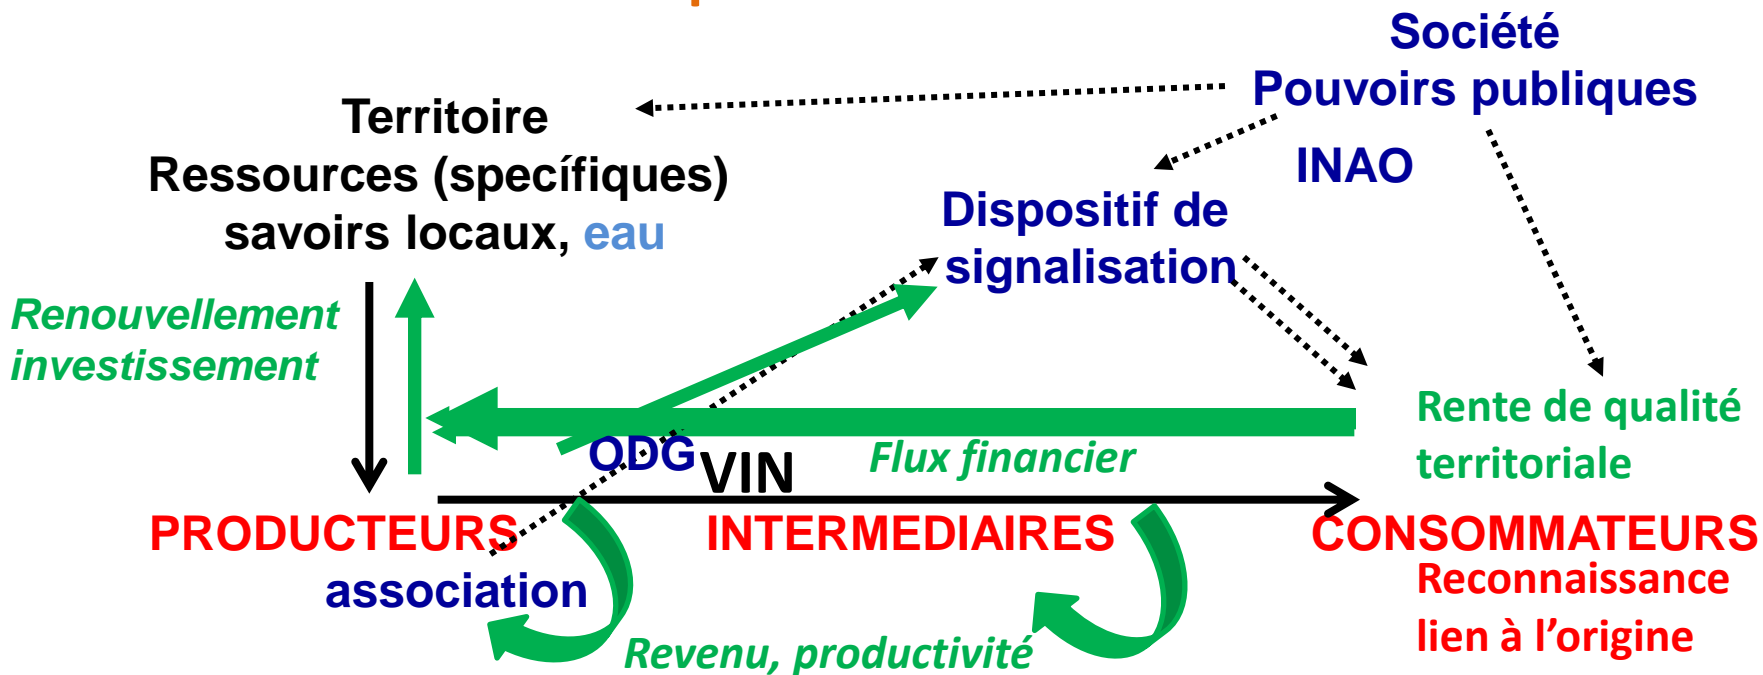 Société
Pouvoirs publiques
INAO
Territoire
Ressources (specífiques)
savoirs locaux, eau
Dispositif de
signalisation
Renouvellement
investissement
Rente de qualité
territoriale
ODG
VIN
Flux financier
PRODUCTEURS
INTERMEDIAIRES
CONSOMMATEURS
association
Reconnaissance
lien à l’origine
Revenu, productivité